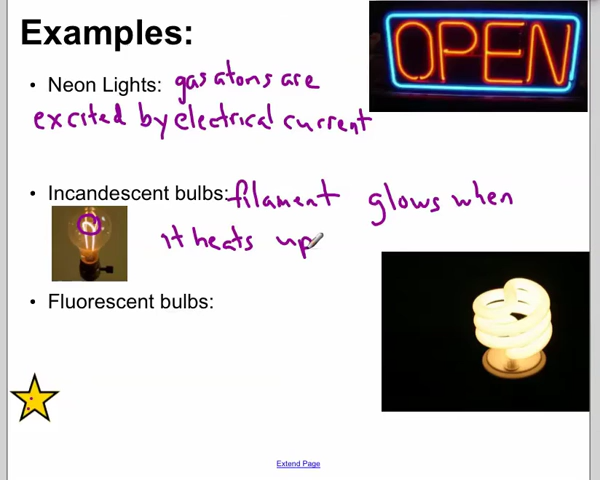 Examples:
OPEN
• Neon Lights: gas atoms are
excited by electrical current
• Incandescent bulbs: filament glows when
it heats up
• Fluorescent bulbs:
Extend Page